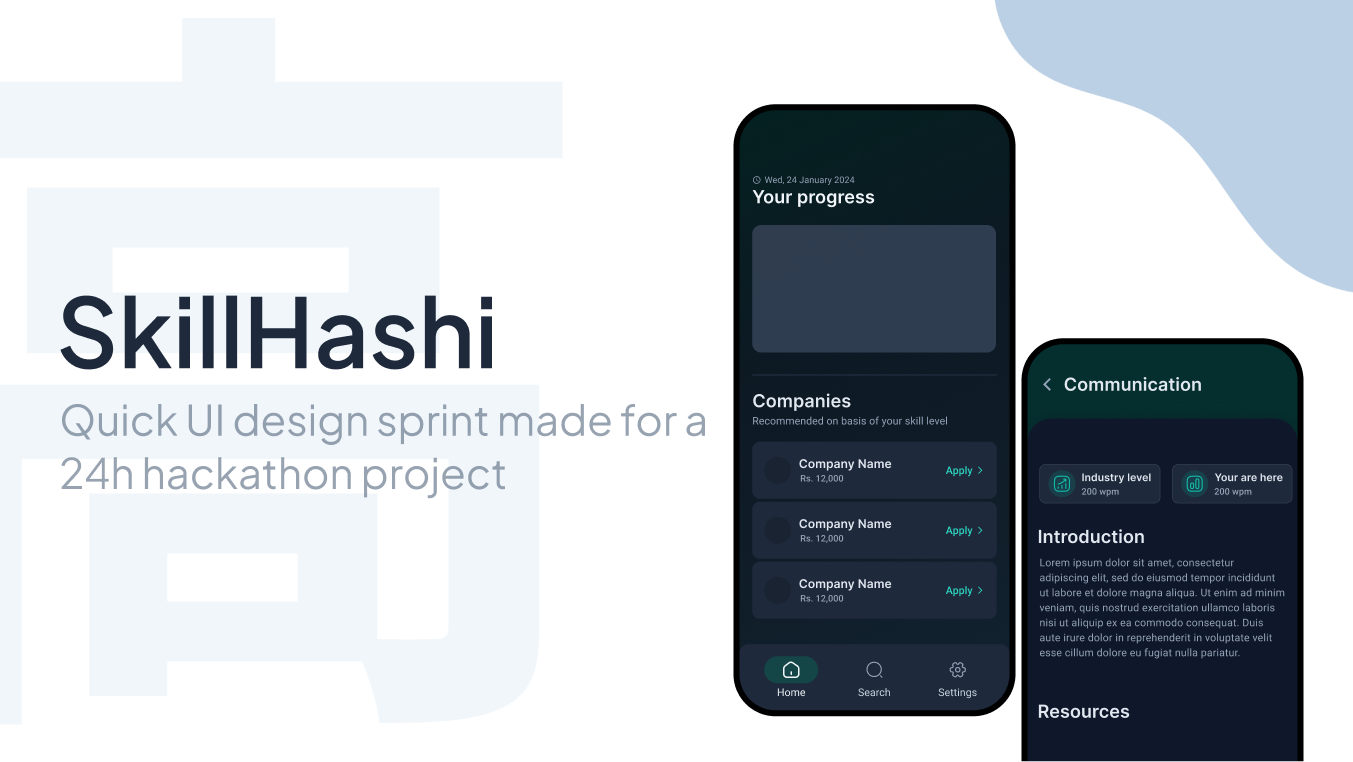 高
SkillHashi
Quick UI design sprint made for a
24h hackathon project
Wed, 24 January 2024
Your progress
Companies
Recommended on basis of your skill level
Company Name
Rs. 12,000
Apply
Company Name
Rs. 12,000
Apply
Company Name
Rs. 12,000
Apply
Home
Search
Settings
Communication
Industry level
200 wpm
Your are here
200 wpm
Introduction
Lorem ipsum dolor sit amet, consectetur
adipiscing elit, sed do eiusmod tempor incididunt
ut labore et dolore magna aliqua. Ut enim ad minim
veniam, quis nostrud exercitation ullamco laboris
nisi ut aliquip ex ea commodo consequat. Duis
aute irure dolor in reprehenderit in voluptate velit
esse cillum dolore eu fugiat nulla pariatur.
Resources